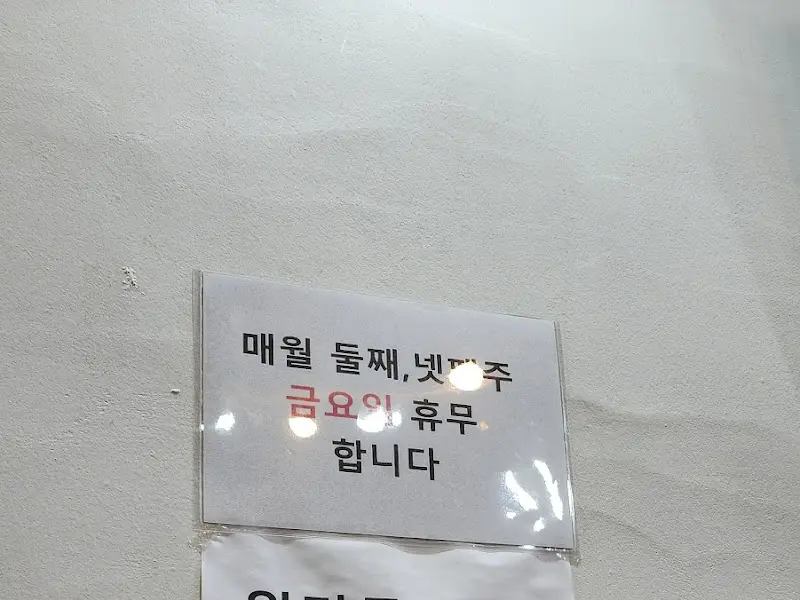 매월 둘째,넷째주
금요일 휴무
합니다